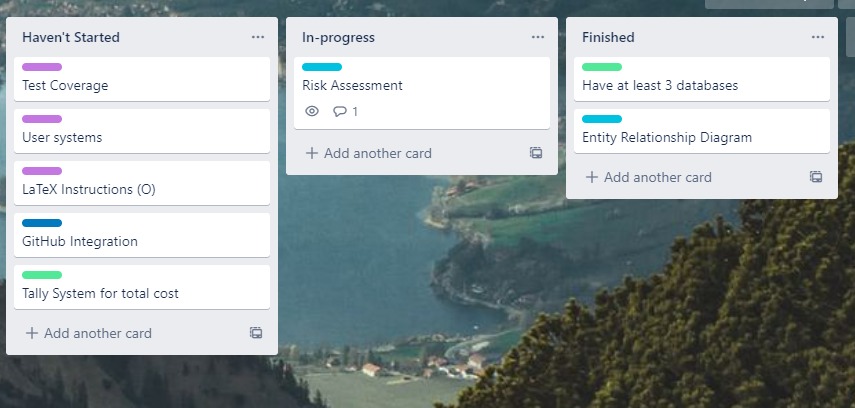 Haven't Started
Test Coverage
User systems
LaTeX Instructions (O)
GitHub Integration
Tally System for total cost
Add another card
In-progress
Risk Assessment
1
Add another card
Finished
Have at least 3 databases
Entity Relationship Diagram
Add another card